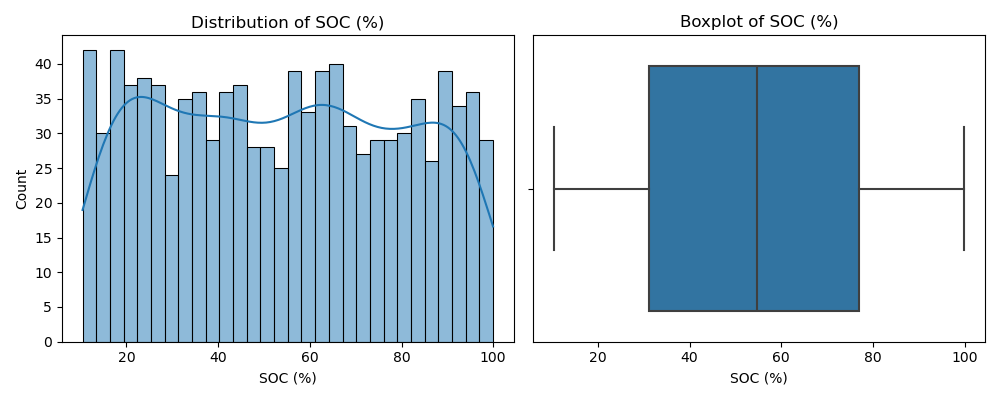 Distribution of SOC (%)
Count
40
35
30
25
20
15
10
5
0
20 40 60 80 100
SOC (%)
Boxplot of SOC (%)
20 40 60 80 100
SOC (%)